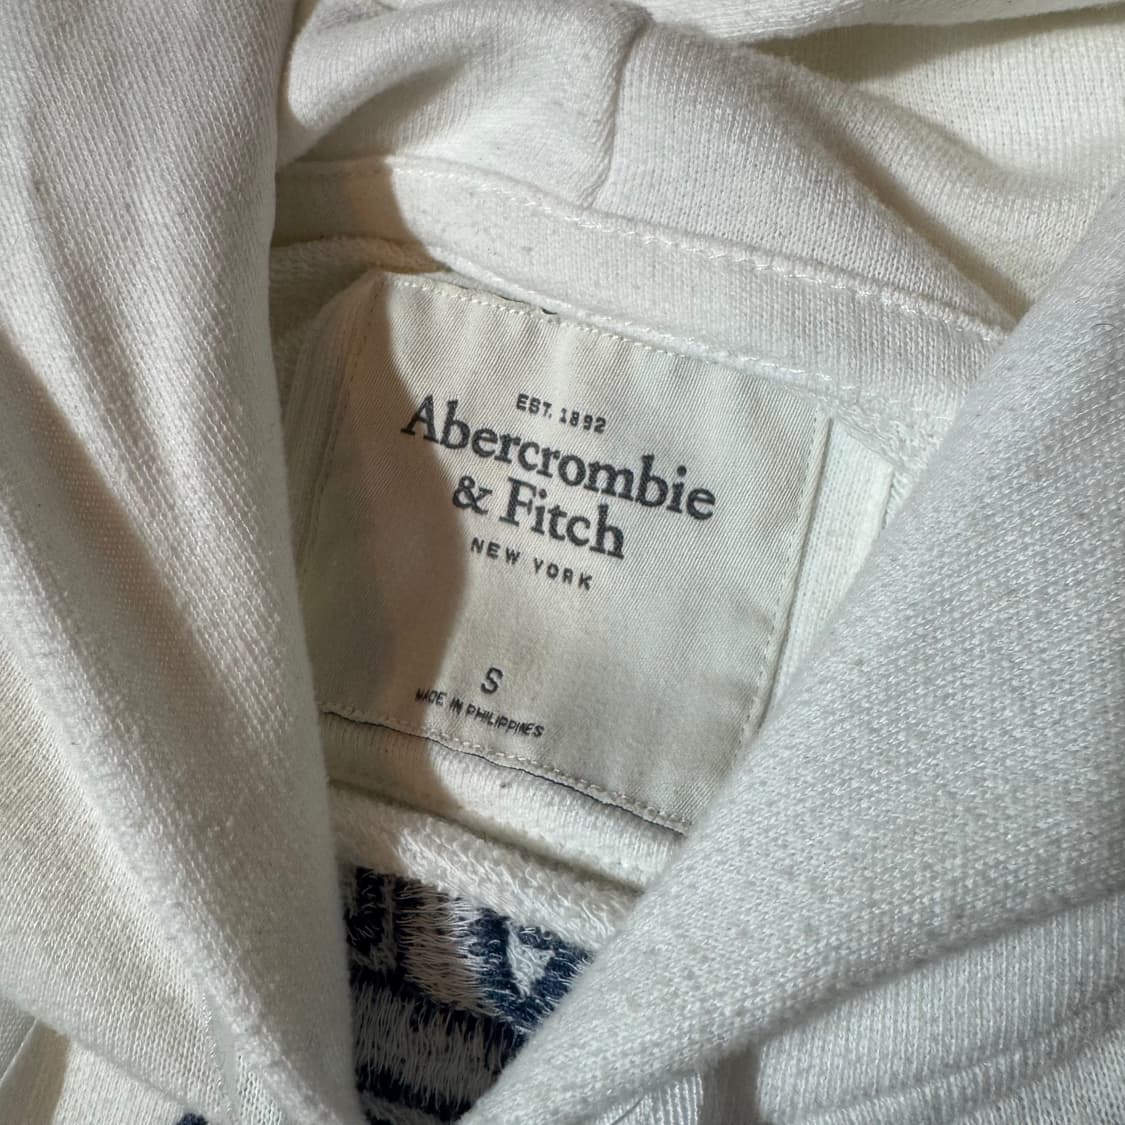 EST. 1892
Abercrombie
& Fitch
NEW YORK
S
MADE IN PHILIPPINES